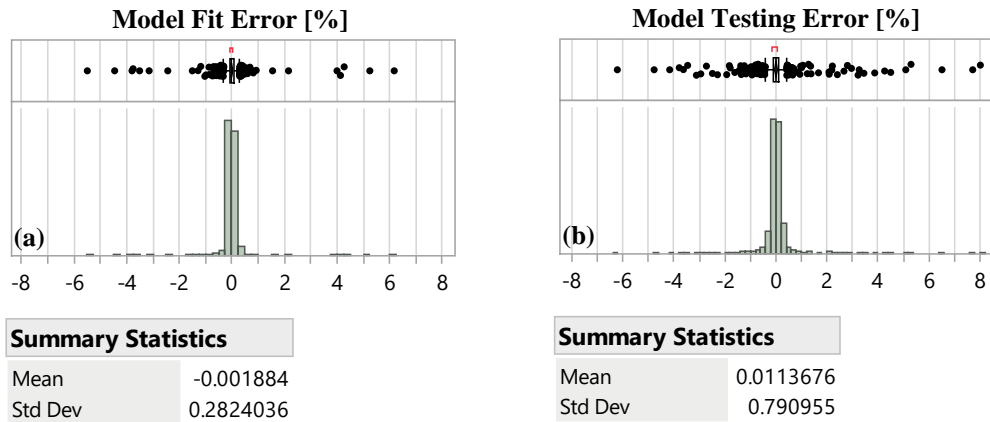 Model Fit Error [%]
(a)
-8 -6 -4 -2 0 2 4 6 8
Summary Statistics
Mean -0.001884
Std Dev 0.2824036
Model Testing Error [%]
(b)
-8 -6 -4 -2 0 2 4 6 8
Summary Statistics
Mean 0.0113676
Std Dev 0.790955